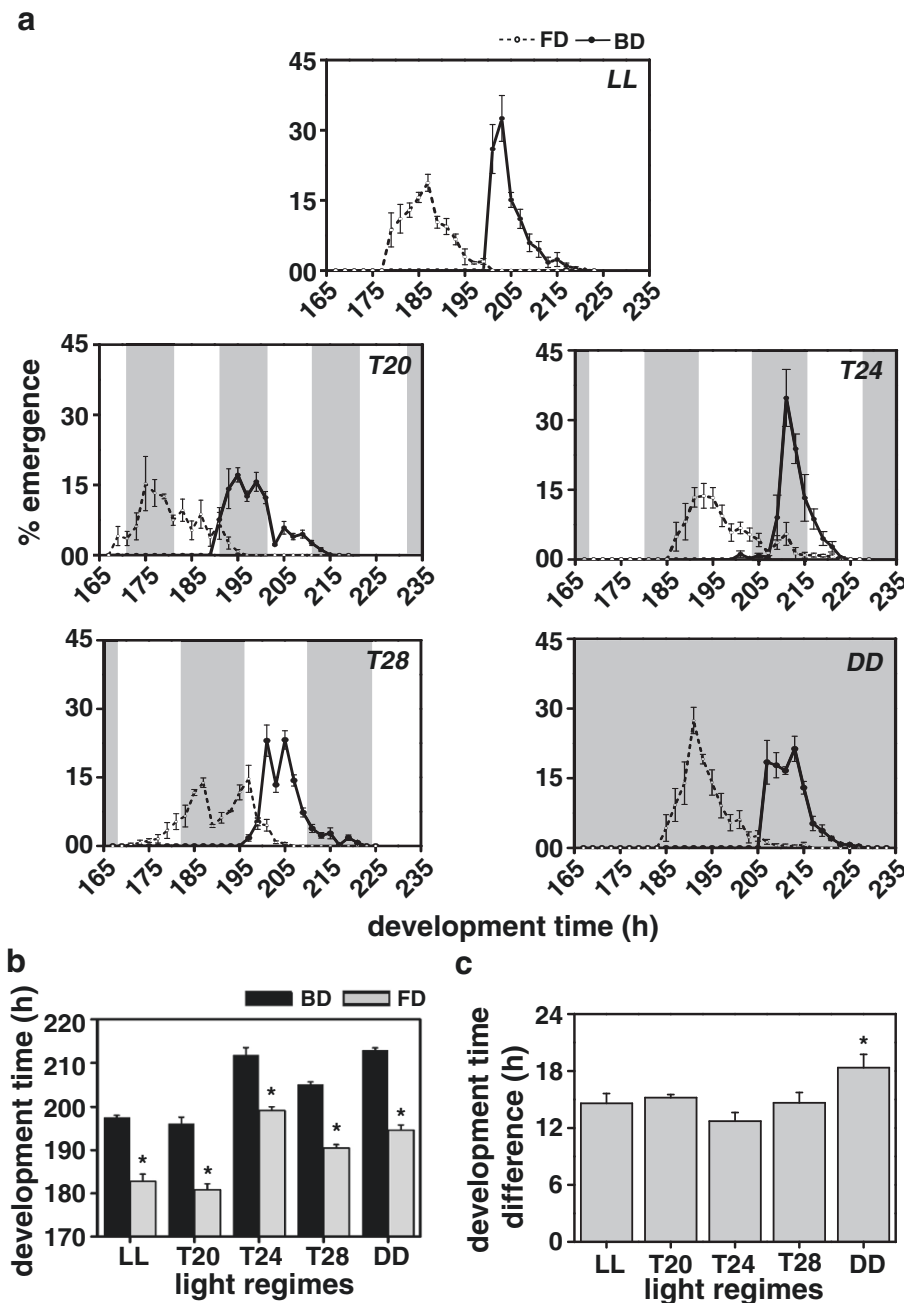 a
FD BD
LL
45
30
15
00
165 175 185 195 205 215 225 235
% emergence
T20
45
30
15
00
165 175 185 195 205 215 225 235
T24
45
30
15
00
165 175 185 195 205 215 225 235
T28
45
30
15
00
165 175 185 195 205 215 225 235
DD
45
30
15
00
165 175 185 195 205 215 225 235
development time (h)
b
BD FD
development time (h)
220
210
200
190
180
170
* * * * *
LL T20 T24 T28 DD
light regimes
c
development time
difference (h)
24
18
12
6
0
*
LL T20 T24 T28 DD
light regimes